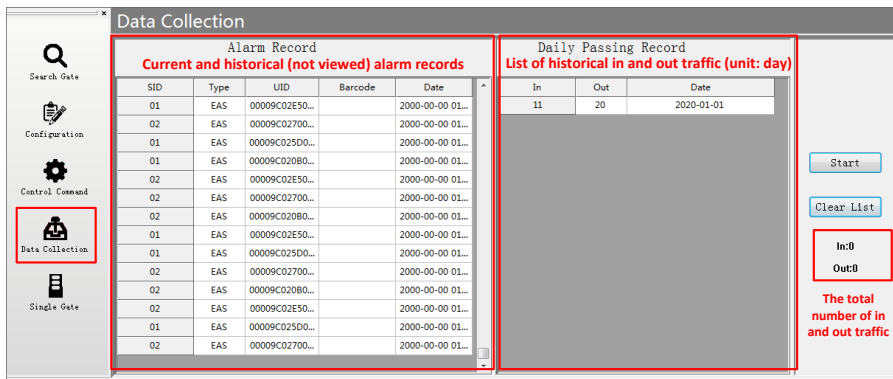 Data Collection
Search Gate
Configuration
Control Command
Data Collection
Single Gate
Alarm Record
Current and historical (not viewed) alarm records
SID Type UID Barcode Date
01 EAS 00009C02E50... 2000-00-00 01...
02 EAS 00009C02700... 2000-00-00 01...
01 EAS 00009C025D0... 2000-00-00 01...
01 EAS 00009C020B0... 2000-00-00 01...
02 EAS 00009C02E50... 2000-00-00 01...
02 EAS 00009C02700... 2000-00-00 01...
02 EAS 00009C020B0... 2000-00-00 01...
01 EAS 00009C02E50... 2000-00-00 01...
01 EAS 00009C025D0... 2000-00-00 01...
02 EAS 00009C02700... 2000-00-00 01...
02 EAS 00009C020B0... 2000-00-00 01...
02 EAS 00009C02E50... 2000-00-00 01...
01 EAS 00009C025D0... 2000-00-00 01...
02 EAS 00009C02700... 2000-00-00 01...
Daily Passing Record
List of historical in and out traffic (unit: day)
In Out Date
11 20 2020-01-01
Start
Clear List
In:0
Out:0
The total
number of in
and out traffic